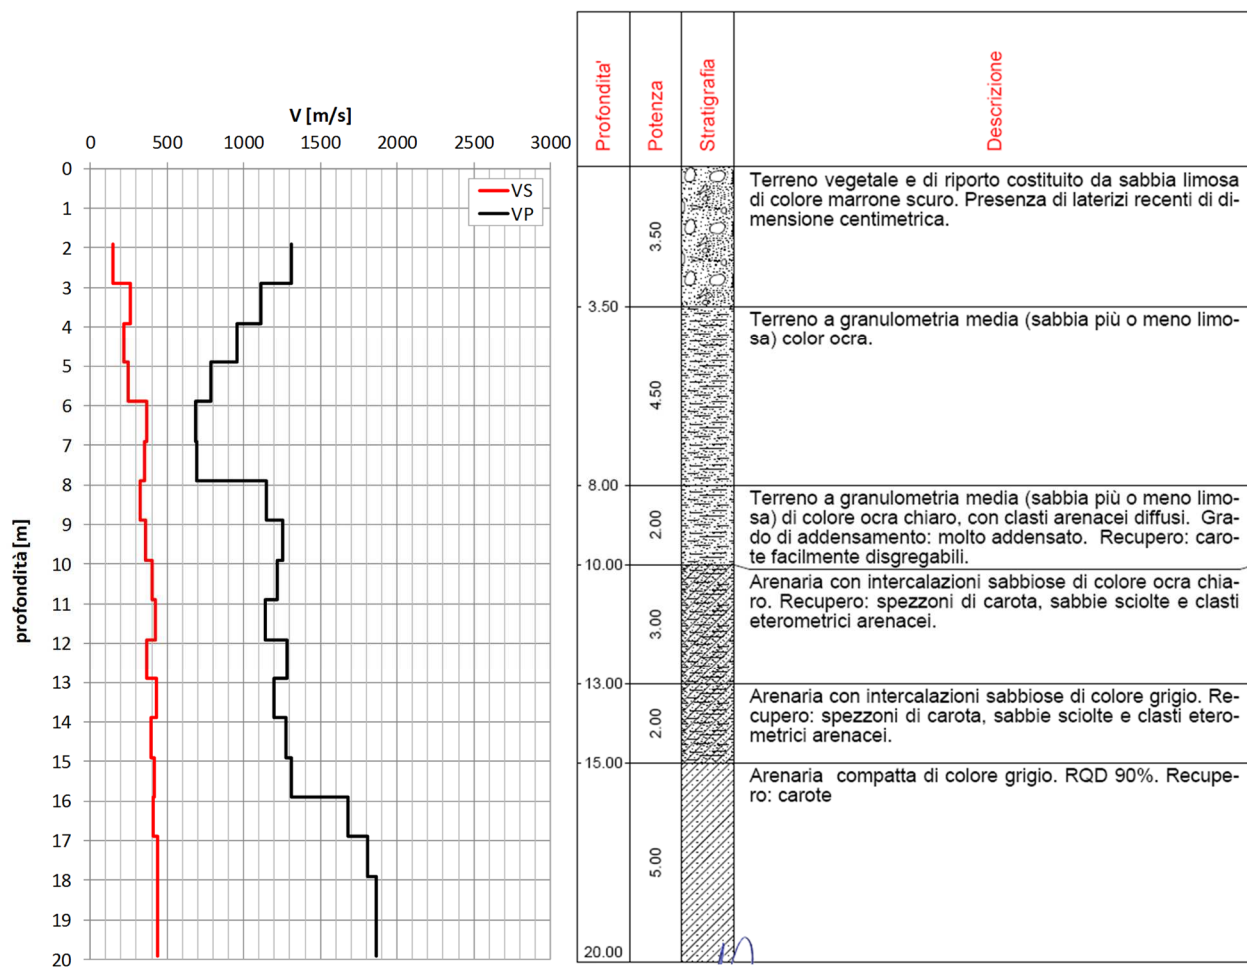 V [m/s]
0 500 1000 1500 2000 2500 3000
VS
VP
profondità [m]
0
1
2
3
4
5
6
7
8
9
10
11
12
13
14
15
16
17
18
19
20
Profondita'
Potenza
Stratigrafia
Descrizione
3.50
Terreno vegetale e di riporto costituito da sabbia limosa
di colore marrone scuro. Presenza di laterizi recenti di di-
mensione centimetrica.
3.50
4.50
Terreno a granulometria media (sabbia più o meno limo-
sa) color ocra.
8.00
2.00
Terreno a granulometria media (sabbia più o meno limo-
sa) di colore ocra chiaro, con clasti arenacei diffusi. Gra-
do di addensamento: molto addensato. Recupero: caro-
te facilmente disgregabili.
10.00
3.00
Arenaria con intercalazioni sabbiose di colore ocra chia-
ro. Recupero: spezzoni di carota, sabbie sciolte e clasti
eterometrici arenacei.
13.00
2.00
Arenaria con intercalazioni sabbiose di colore grigio. Re-
cupero: spezzoni di carota, sabbie sciolte e clasti etero-
metrici arenacei.
15.00
5.00
Arenaria compatta di colore grigio. RQD 90%. Recupe-
ro: carote
20.00